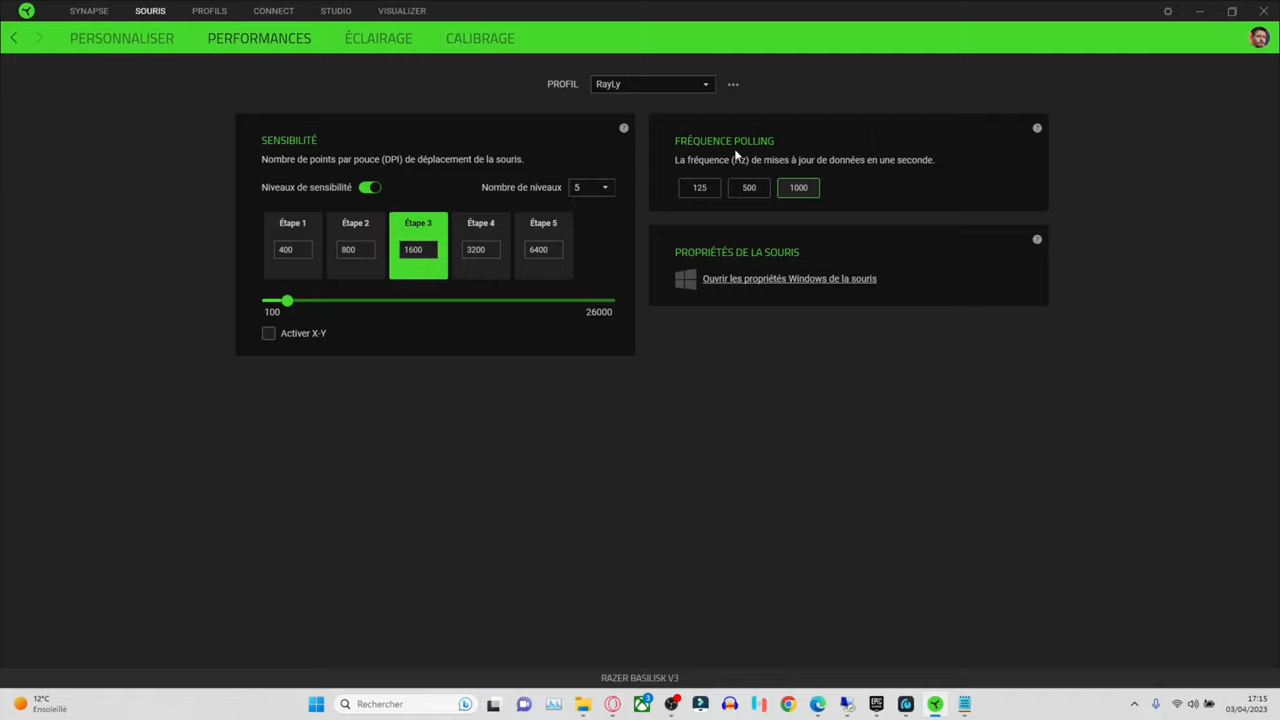 SYNAPSE SOURIS PROFILS CONNECT STUDIO VISUALIZER
PERSONNALISER PERFORMANCES ÉCLAIRAGE CALIBRAGE
PROFIL RayLy
SENSIBILITÉ
Nombre de points par pouce (DPI) de déplacement de la souris.
Niveaux de sensibilité Nombre de niveaux 5
Étape 1 Étape 2 Étape 3 Étape 4 Étape 5
400 800 1600 3200 6400
100 26000
Activer X-Y
FRÉQUENCE POLLING
La fréquence (Hz) de mises à jour de données en une seconde.
125 500 1000
PROPRIÉTÉS DE LA SOURIS
Ouvrir les propriétés Windows de la souris
RAZER BASILISK V3
12°C
Ensoleillé
Rechercher
3
EPIC
17:15
03/04/2023